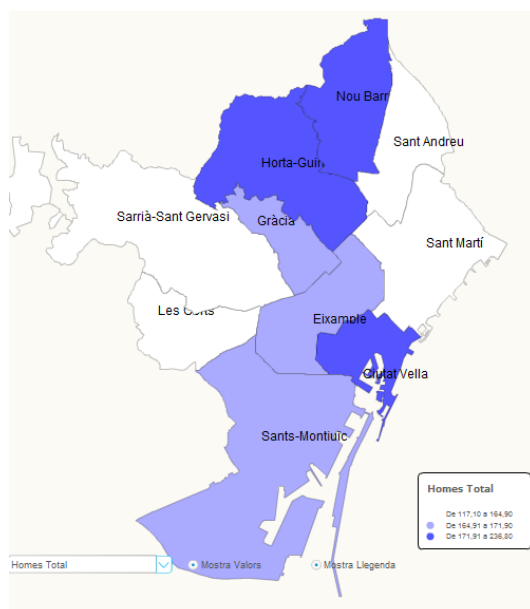 Nou Barr
Sant Andreu
Horta-Guin
Sarrià-Sant Gervasi
Gràcia
Sant Martí
Les Corts
Eixample
Ciutat Vella
Sants-Montjuïc
Homes Total
De 117,10 a 164,90
De 164,91 a 171,90
De 171,91 a 236,80
Homes Total
Mostra Valors
Mostra Llegenda